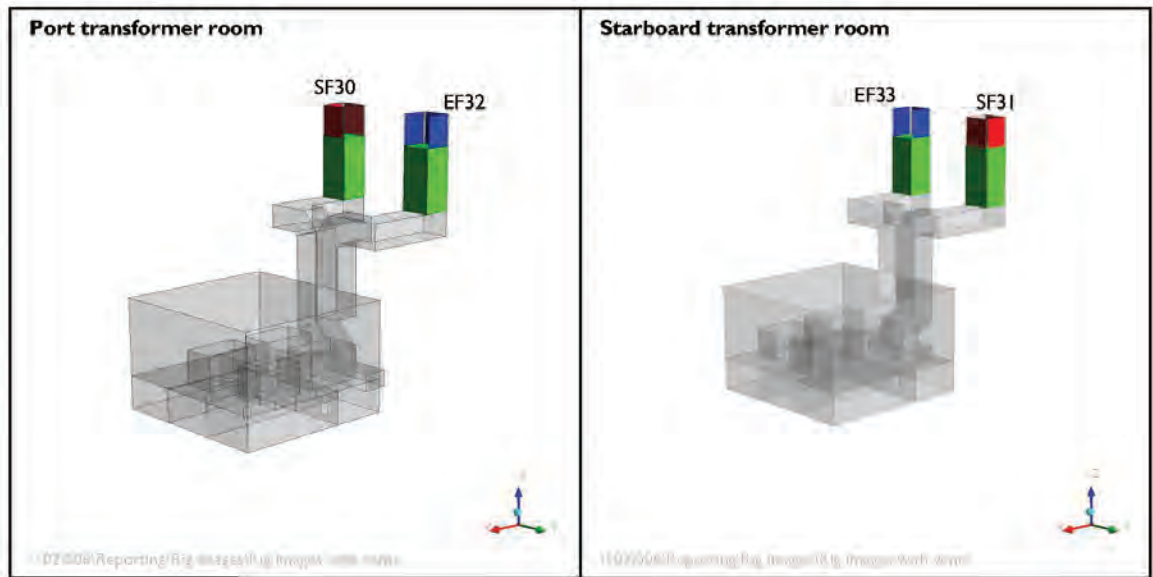 Port transformer room
SF30
EF32
Starboard transformer room
EF33
SF31
Z